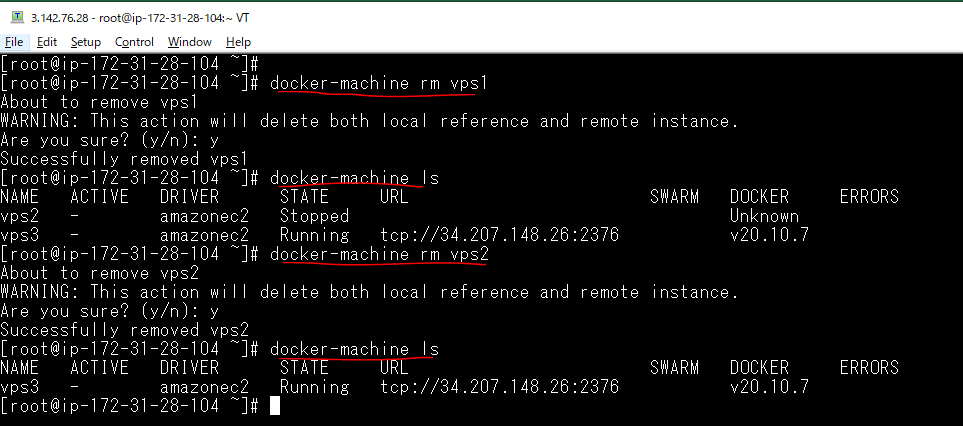 3.142.76.28 - root@ip-172-31-28-104:~ VT
File Edit Setup Control Window Help
[root@ip-172-31-28-104 ~]#
[root@ip-172-31-28-104 ~]# docker-machine rm vps1
About to remove vps1
WARNING: This action will delete both local reference and remote instance.
Are you sure? (y/n): y
Successfully removed vps1
[root@ip-172-31-28-104 ~]# docker-machine ls
NAME ACTIVE DRIVER STATE URL SWARM DOCKER ERRORS
vps2 - amazonec2 Stopped Unknown
vps3 - amazonec2 Running tcp://34.207.148.26:2376 v20.10.7
[root@ip-172-31-28-104 ~]# docker-machine rm vps2
About to remove vps2
WARNING: This action will delete both local reference and remote instance.
Are you sure? (y/n): y
Successfully removed vps2
[root@ip-172-31-28-104 ~]# docker-machine ls
NAME ACTIVE DRIVER STATE URL SWARM DOCKER ERRORS
vps3 - amazonec2 Running tcp://34.207.148.26:2376 v20.10.7
[root@ip-172-31-28-104 ~]#